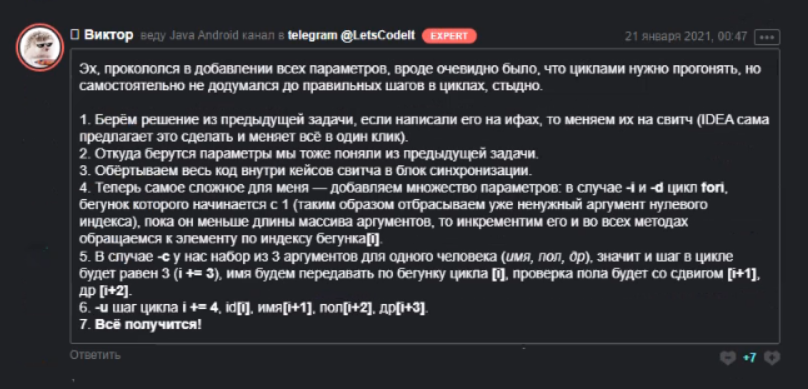 Виктор веду Java Android канал в telegram @LetsCodeIt EXPERT 21 января 2021, 00:47
Эх, прокололся в добавлении всех параметров, вроде очевидно было, что циклами нужно прогонять, но
самостоятельно не додумался до правильных шагов в циклах, стыдно.
1. Берём решение из предыдущей задачи, если написали его на ифах, то меняем их на свитч (IDEA сама
предлагает это сделать и меняет всё в один клик).
2. Откуда берутся параметры мы тоже поняли из предыдущей задачи.
3. Обёртываем весь код внутри кейсов свитча в блок синхронизации.
4. Теперь самое сложное для меня — добавляем множество параметров: в случае -i и -d цикл fori,
бегунок которого начинается с 1 (таким образом отбрасываем уже ненужный аргумент нулевого
индекса), пока он меньше длины массива аргументов, то инкрементим его и во всех методах
обращаемся к элементу по индексу бегунка[i].
5. В случае -c у нас набор из 3 аргументов для одного человека (имя, пол, др), значит и шаг в цикле
будет равен 3 (i += 3), имя будем передавать по бегунку цикла [i], проверка пола будет со сдвигом [i+1],
др [i+2].
6. -u шаг цикла i += 4, id[i], имя[i+1], пол[i+2], др[i+3].
7. Всё получится!
Ответить +7